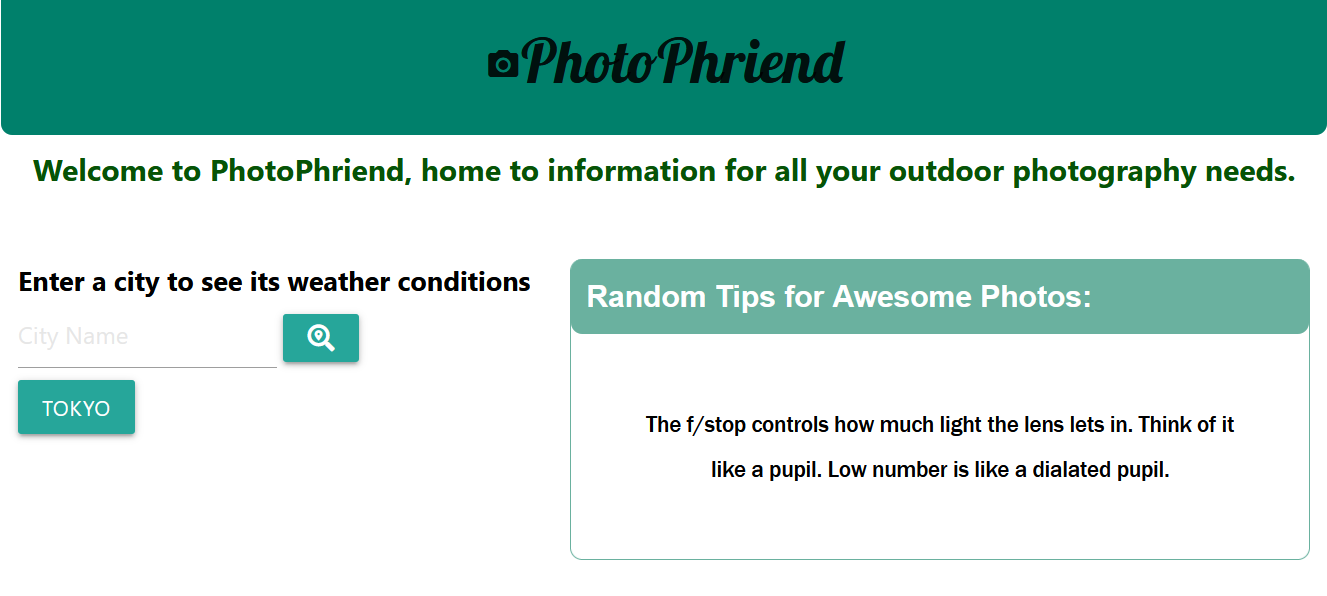 PhotoPhriend
Welcome to PhotoPhriend, home to information for all your outdoor photography needs.
Enter a city to see its weather conditions
City Name
TOKYO
Random Tips for Awesome Photos:
The f/stop controls how much light the lens lets in. Think of it
like a pupil. Low number is like a dialated pupil.